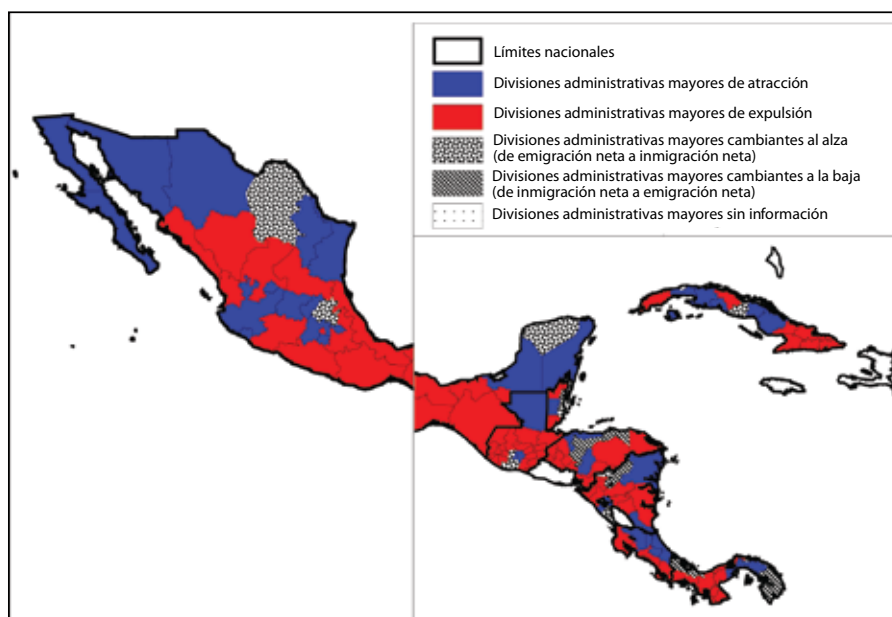 Límites nacionales
Divisiones administrativas mayores de atracción
Divisiones administrativas mayores de expulsión
Divisiones administrativas mayores cambiantes al alza
(de emigración neta a inmigración neta)
Divisiones administrativas mayores cambiantes a la baja
(de inmigración neta a emigración neta)
Divisiones administrativas mayores sin información